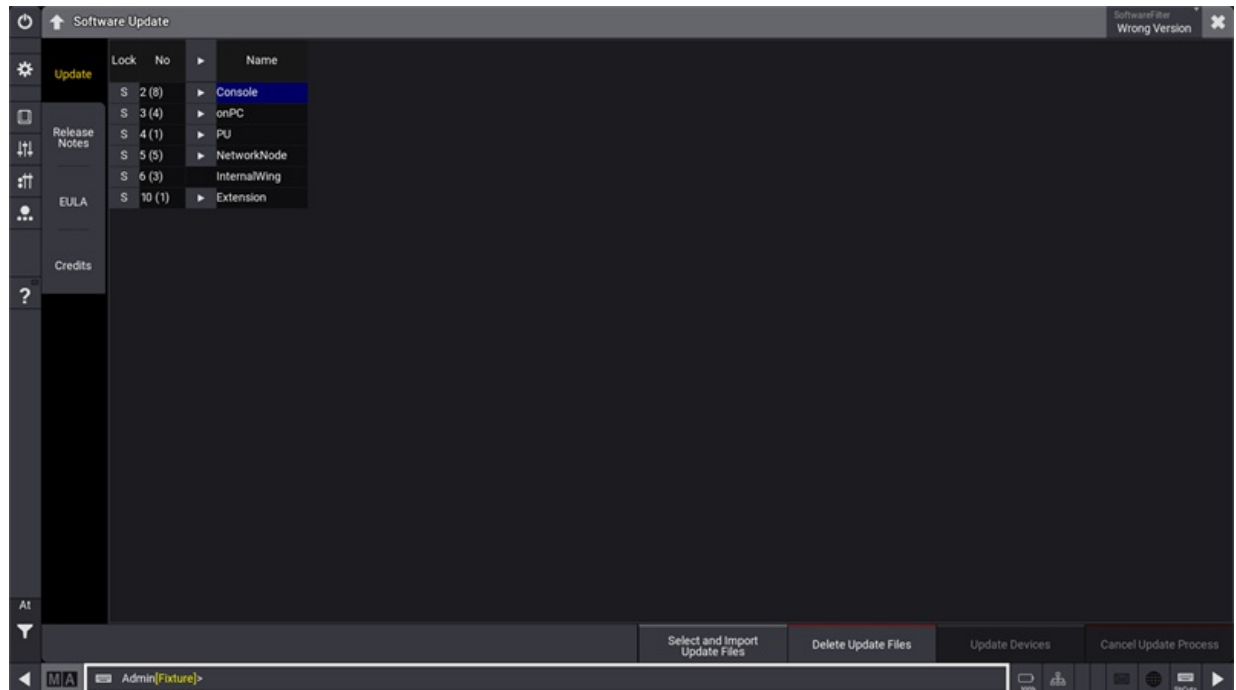 Software Update
SoftwareFilter
Wrong Version
Update
Release
Notes
EULA
Credits
Lock No Name
S 2 (8) Console
S 3 (4) onPC
S 4 (1) PU
S 5 (5) NetworkNode
S 6 (3) InternalWing
S 10 (1) Extension
?
At
Select and Import
Update Files
Delete Update Files
Update Devices
Cancel Update Process
MA
Admin[Fixture]>
100%